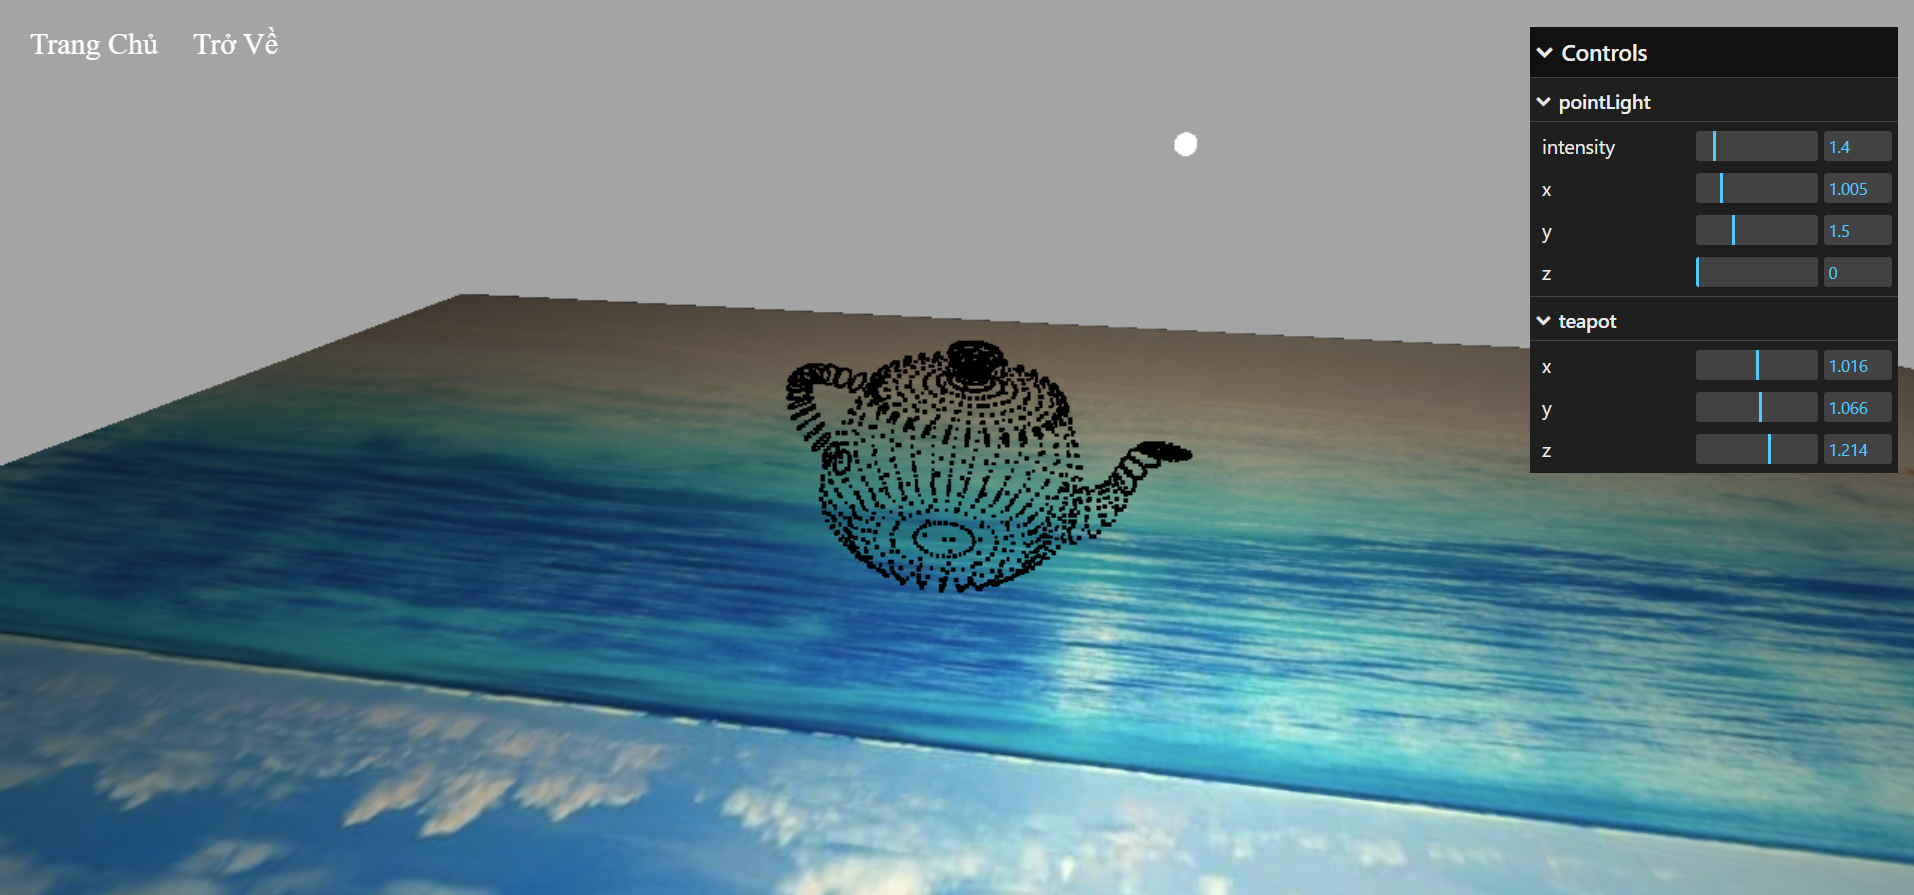 Trang Chủ Trở Về
Controls
pointLight
intensity 1.4
x 1.005
y 1.5
z 0
teapot
x 1.016
y 1.066
z 1.214